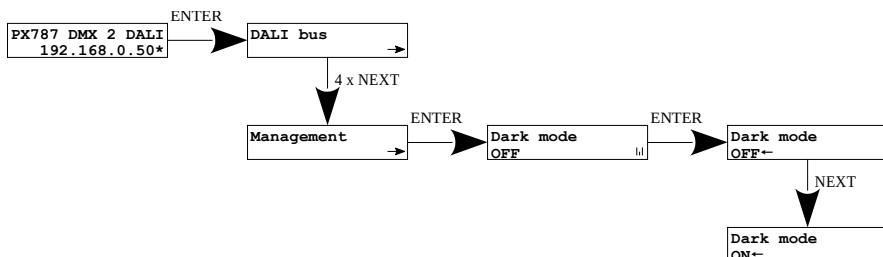 ENTER
PX787 DMX 2 DALI
192.168.0.50*
DALI bus
4 x NEXT
Management
ENTER
Dark mode
OFF
ENTER
Dark mode
OFF←
NEXT
Dark mode
ON←